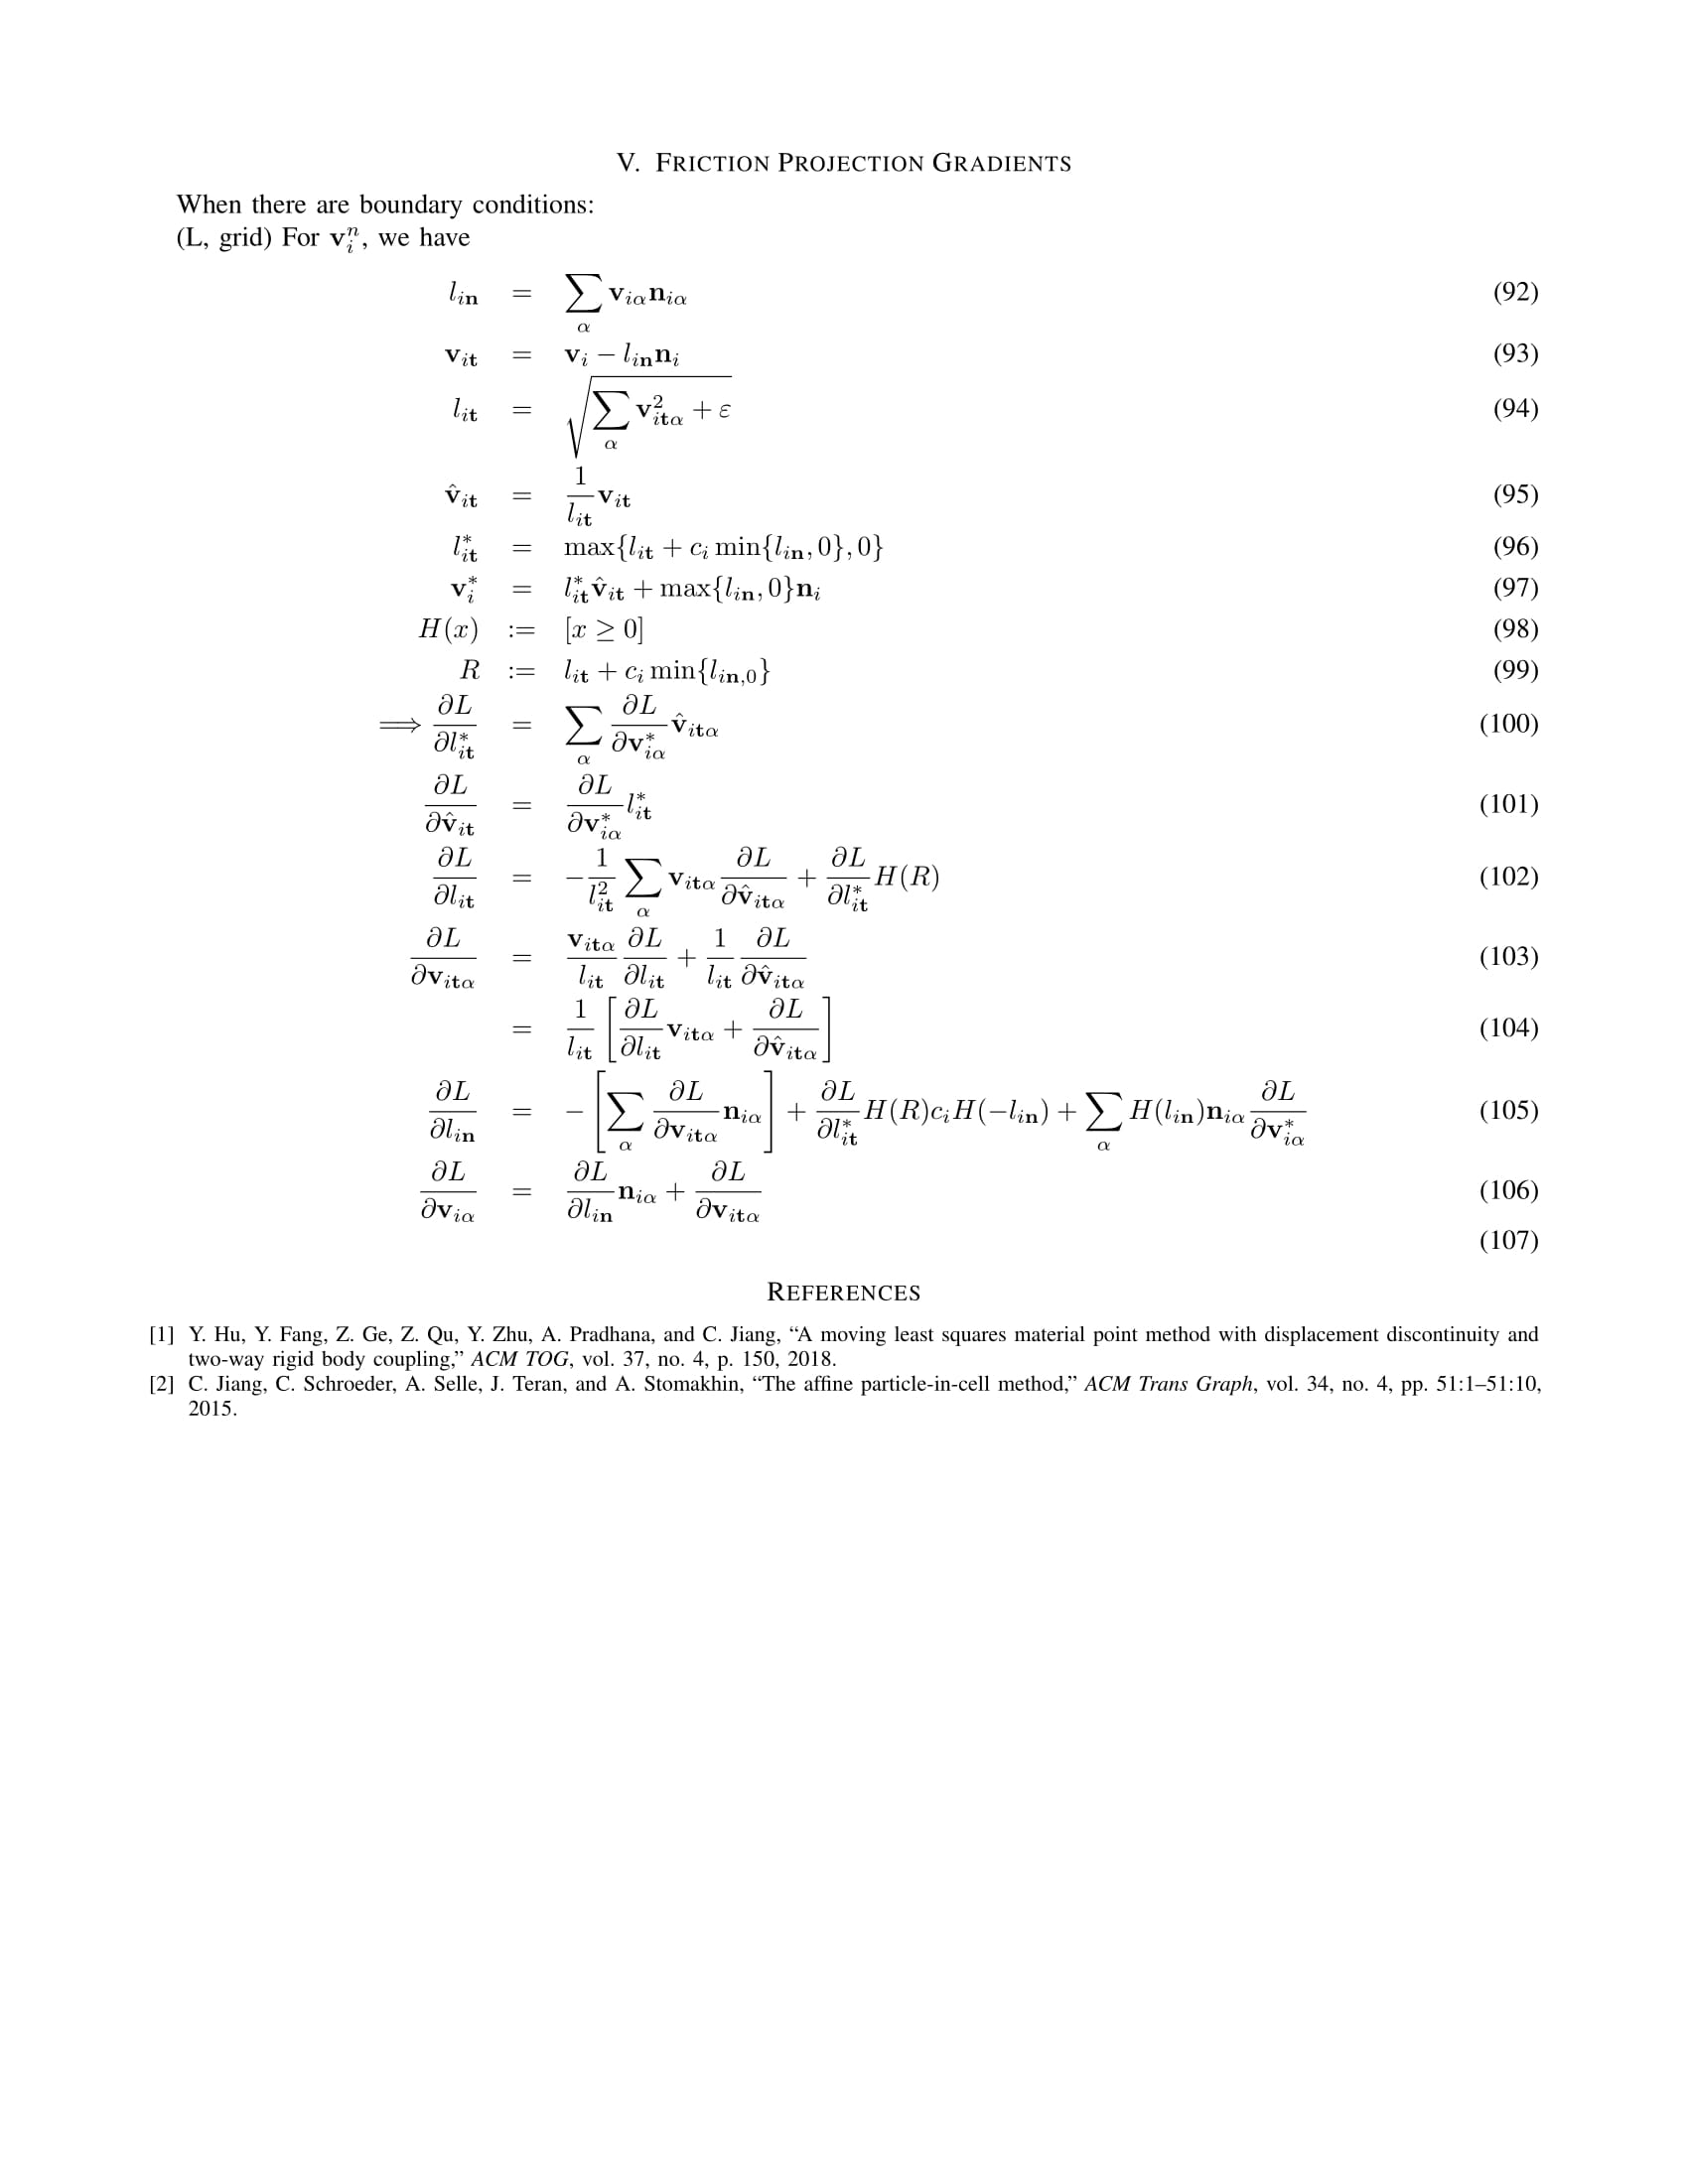 V. FRICTION PROJECTION GRADIENTS
When there are boundary conditions:
(L, grid) For $\mathbf{v}_i^n$, we have
$l_{i\mathbf{n}} = \sum_\alpha \mathbf{v}_{i\alpha}\mathbf{n}_{i\alpha}$ (92)
$\mathbf{v}_{i\mathbf{t}} = \mathbf{v}_i - l_{i\mathbf{n}}\mathbf{n}_i$ (93)
$l_{i\mathbf{t}} = \sqrt{\sum_\alpha \mathbf{v}_{i\mathbf{t}\alpha}^2 + \varepsilon}$ (94)
$\hat{\mathbf{v}}_{i\mathbf{t}} = \frac{1}{l_{i\mathbf{t}}}\mathbf{v}_{i\mathbf{t}}$ (95)
$l_{i\mathbf{t}}^* = \max\{l_{i\mathbf{t}} + c_i \min\{l_{i\mathbf{n}}, 0\}, 0\}$ (96)
$\mathbf{v}_i^* = l_{i\mathbf{t}}^*\hat{\mathbf{v}}_{i\mathbf{t}} + \max\{l_{i\mathbf{n}}, 0\}\mathbf{n}_i$ (97)
$H(x) := [x \geq 0]$ (98)
$R := l_{i\mathbf{t}} + c_i \min\{l_{i\mathbf{n},0}\}$ (99)
$\Longrightarrow \frac{\partial L}{\partial l_{i\mathbf{t}}^*} = \sum_\alpha \frac{\partial L}{\partial \mathbf{v}_{i\alpha}^*}\hat{\mathbf{v}}_{i\mathbf{t}\alpha}$ (100)
$\frac{\partial L}{\partial \hat{\mathbf{v}}_{i\mathbf{t}}} = \frac{\partial L}{\partial \mathbf{v}_{i\alpha}^*} l_{i\mathbf{t}}^*$ (101)
$\frac{\partial L}{\partial l_{i\mathbf{t}}} = -\frac{1}{l_{i\mathbf{t}}^2}\sum_\alpha \mathbf{v}_{i\mathbf{t}\alpha}\frac{\partial L}{\partial \hat{\mathbf{v}}_{i\mathbf{t}\alpha}} + \frac{\partial L}{\partial l_{i\mathbf{t}}^*}H(R)$ (102)
$\frac{\partial L}{\partial \mathbf{v}_{i\mathbf{t}\alpha}} = \frac{\mathbf{v}_{i\mathbf{t}\alpha}}{l_{i\mathbf{t}}}\frac{\partial L}{\partial l_{i\mathbf{t}}} + \frac{1}{l_{i\mathbf{t}}}\frac{\partial L}{\partial \hat{\mathbf{v}}_{i\mathbf{t}\alpha}}$ (103)
$= \frac{1}{l_{i\mathbf{t}}}\left[\frac{\partial L}{\partial l_{i\mathbf{t}}}\mathbf{v}_{i\mathbf{t}\alpha} + \frac{\partial L}{\partial \hat{\mathbf{v}}_{i\mathbf{t}\alpha}}\right]$ (104)
$\frac{\partial L}{\partial l_{i\mathbf{n}}} = -\left[\sum_\alpha \frac{\partial L}{\partial \mathbf{v}_{i\mathbf{t}\alpha}}\mathbf{n}_{i\alpha}\right] + \frac{\partial L}{\partial l_{i\mathbf{t}}^*}H(R)c_iH(-l_{i\mathbf{n}}) + \sum_\alpha H(l_{i\mathbf{n}})\mathbf{n}_{i\alpha}\frac{\partial L}{\partial \mathbf{v}_{i\alpha}^*}$ (105)
$\frac{\partial L}{\partial \mathbf{v}_{i\alpha}} = \frac{\partial L}{\partial l_{i\mathbf{n}}}\mathbf{n}_{i\alpha} + \frac{\partial L}{\partial \mathbf{v}_{i\mathbf{t}\alpha}}$ (106)
(107)
REFERENCES
[1] Y. Hu, Y. Fang, Z. Ge, Z. Qu, Y. Zhu, A. Pradhana, and C. Jiang, “A moving least squares material point method with displacement discontinuity and
two-way rigid body coupling,” ACM TOG, vol. 37, no. 4, p. 150, 2018.
[2] C. Jiang, C. Schroeder, A. Selle, J. Teran, and A. Stomakhin, “The affine particle-in-cell method,” ACM Trans Graph, vol. 34, no. 4, pp. 51:1–51:10,
2015.